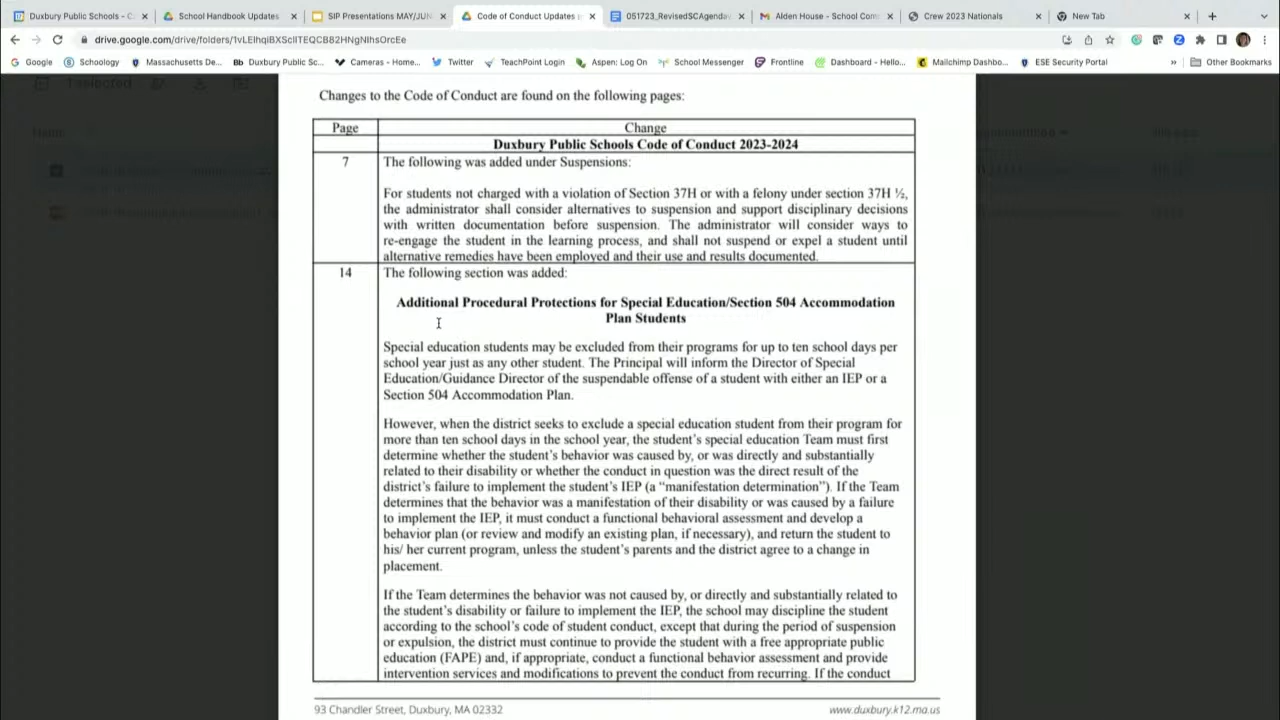 Duxbury Public Schools - C
School Handbook Updates
SIP Presentations MAY/JUN
Code of Conduct Updates
051723_RevisedSCAgenda
Alden House - School Com
Crew 2023 Nationals
New Tab
Google
Schoology
Massachusetts De...
Bb Duxbury Public Sc...
Cameras - Home...
Twitter
TeachPoint Login
Aspen: Log On
School Messenger
Frontline
Dashboard - Hello...
Mailchimp Dashbo...
ESE Security Portal
»
Other Bookmarks
1 selected
Name
Changes to the Code of Conduct are found on the following pages:
Page
Change
Duxbury Public Schools Code of Conduct 2023-2024
7
The following was added under Suspensions:
For students not charged with a violation of Section 37H or with a felony under section 37H ½,
the administrator shall consider alternatives to suspension and support disciplinary decisions
with written documentation before suspension. The administrator will consider ways to
re-engage the student in the learning process, and shall not suspend or expel a student until
alternative remedies have been employed and their use and results documented.
14
The following section was added:
Additional Procedural Protections for Special Education/Section 504 Accommodation
Plan Students
Special education students may be excluded from their programs for up to ten school days per
school year just as any other student. The Principal will inform the Director of Special
Education/Guidance Director of the suspendable offense of a student with either an IEP or a
Section 504 Accommodation Plan.
However, when the district seeks to exclude a special education student from their program for
more than ten school days in the school year, the student's special education Team must first
determine whether the student's behavior was caused by, or was directly and substantially
related to their disability or whether the conduct in question was the direct result of the
district's failure to implement the student's IEP (a "manifestation determination"). If the Team
determines that the behavior was a manifestation of their disability or was caused by a failure
to implement the IEP, it must conduct a functional behavioral assessment and develop a
behavior plan (or review and modify an existing plan, if necessary), and return the student to
his/ her current program, unless the student's parents and the district agree to a change in
placement.
If the Team determines the behavior was not caused by, or directly and substantially related to
the student's disability or failure to implement the IEP, the school may discipline the student
according to the school's code of student conduct, except that during the period of suspension
or expulsion, the district must continue to provide the student with a free appropriate public
education (FAPE) and, if appropriate, conduct a functional behavior assessment and provide
intervention services and modifications to prevent the conduct from recurring. If the conduct
93 Chandler Street, Duxbury, MA 02332
www.duxbury.k12.ma.us